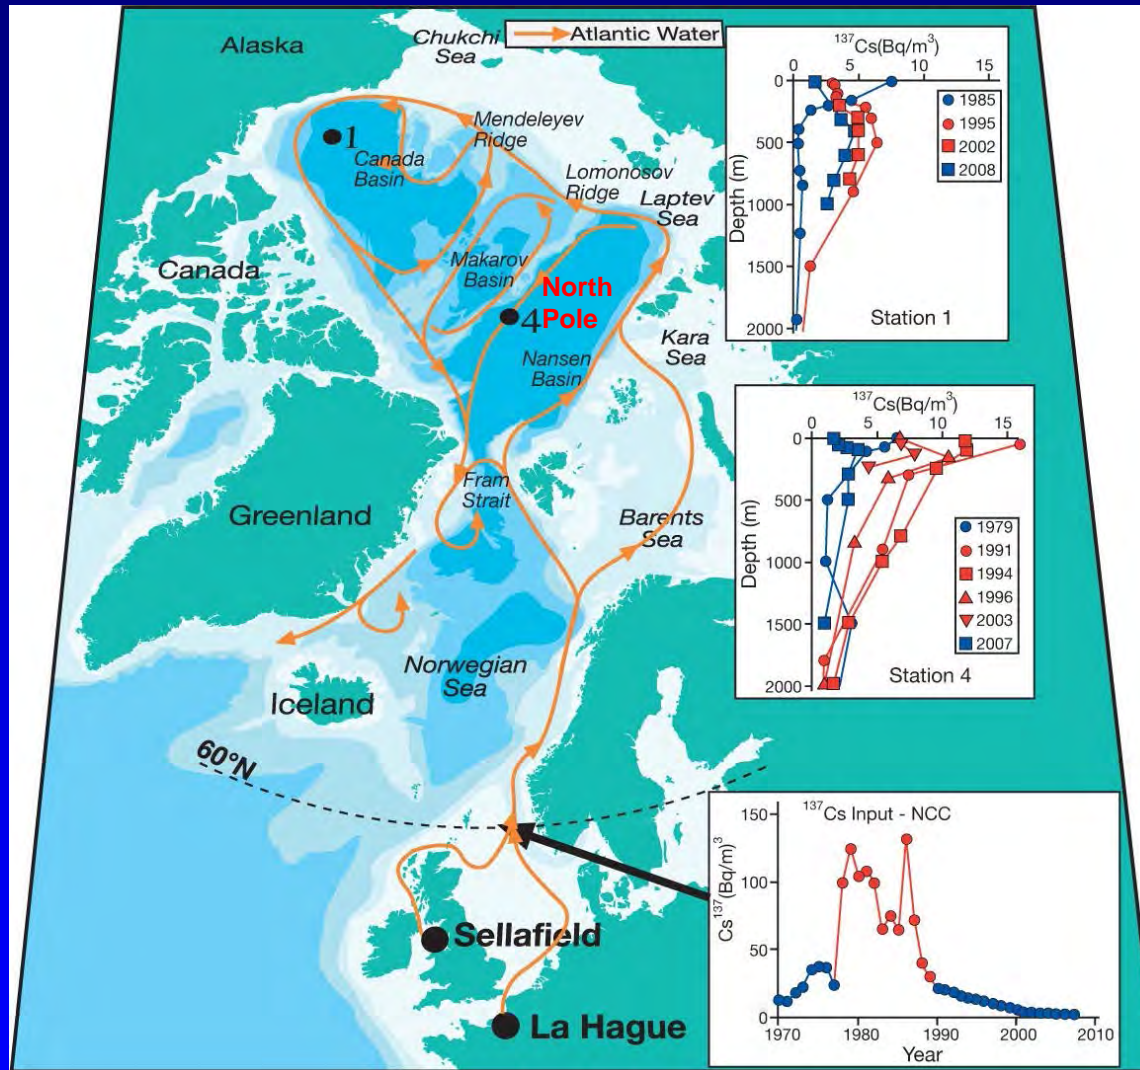 Alaska
Chukchi
Sea
Atlantic Water
Mendeleyev
Ridge
1
Canada
Basin
Lomonosov
Ridge
Laptev
Sea
Canada
Makarov
Basin
North
Pole
4
Kara
Sea
Nansen
Basin
Fram
Strait
Greenland
Barents
Sea
Norwegian
Sea
Iceland
60°N
Sellafield
La Hague
¹³⁷Cs(Bq/m³)
0 5 10 15
0
500
1000
1500
2000
Depth (m)
1985
1995
2002
2008
Station 1
¹³⁷Cs(Bq/m³)
0 5 10 15
0
500
1000
1500
2000
Depth (m)
1979
1991
1994
1996
2003
2007
Station 4
¹³⁷Cs Input - NCC
150
100
50
0
Cs¹³⁷(Bq/m)³
1970 1980 1990 2000 2010
Year